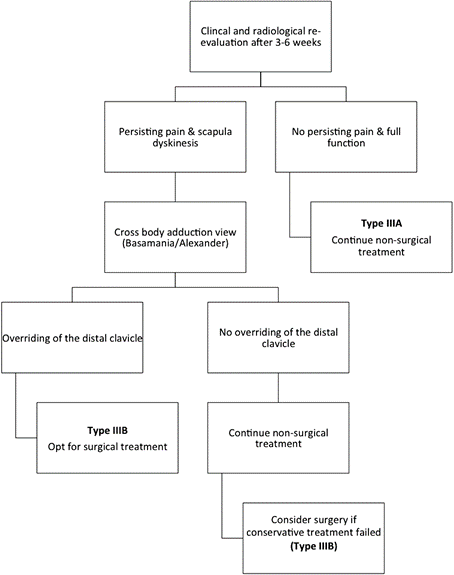 Clincal and radiological re-
evaluation after 3-6 weeks
Persisting pain & scapula
dyskinesis
No persisting pain & full
function
Type IIIA
Continue non-surgical
treatment
Cross body adduction view
(Basamania/Alexander)
Overriding of the distal clavicle
No overriding of the distal
clavicle
Type IIIB
Opt for surgical treatment
Continue non-surgical
treatment
Consider surgery if
conservative treatment failed
(Type IIIB)